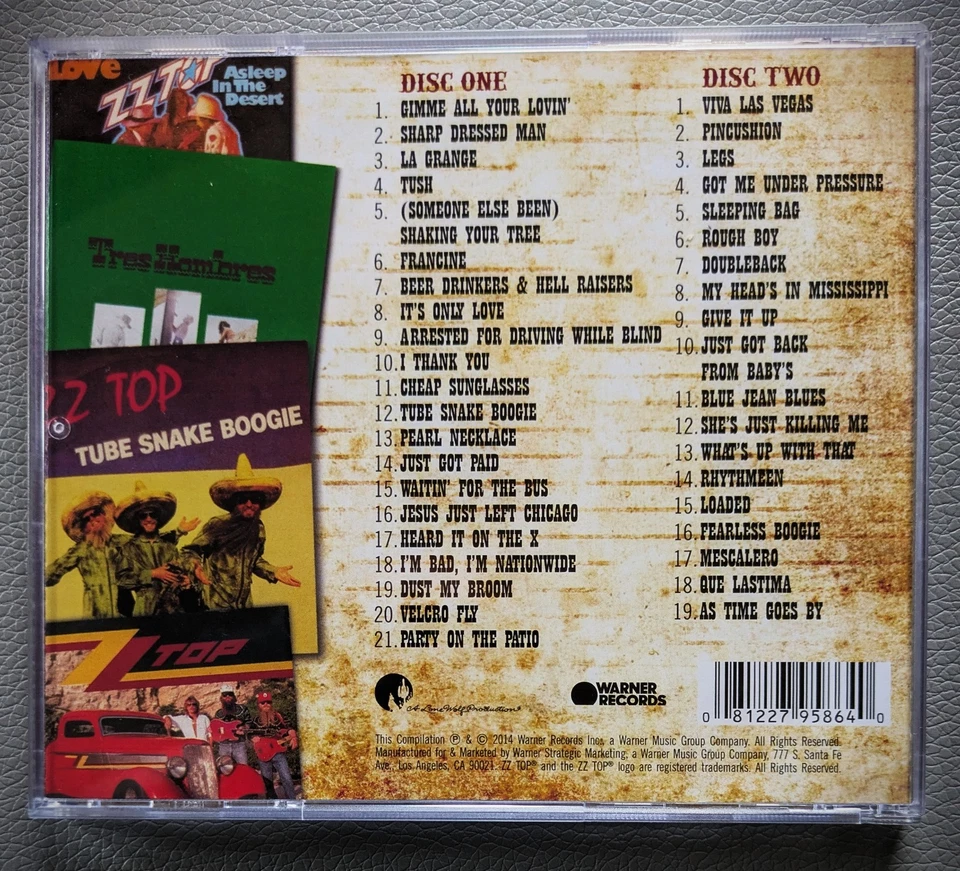 LOVE
ZZ TOP
Asleep
In The
Desert
Tres Hombres
ZZ TOP
TUBE SNAKE BOOGIE
ZZ TOP
DISC ONE
1. GIMME ALL YOUR LOVIN'
2. SHARP DRESSED MAN
3. LA GRANGE
4. TUSH
5. (SOMEONE ELSE BEEN)
SHAKING YOUR TREE
6. FRANCINE
7. BEER DRINKERS & HELL RAISERS
8. IT'S ONLY LOVE
9. ARRESTED FOR DRIVING WHILE BLIND
10. I THANK YOU
11. CHEAP SUNGLASSES
12. TUBE SNAKE BOOGIE
13. PEARL NECKLACE
14. JUST GOT PAID
15. WAITIN' FOR THE BUS
16. JESUS JUST LEFT CHICAGO
17. HEARD IT ON THE X
18. I'M BAD, I'M NATIONWIDE
19. DUST MY BROOM
20. VELCRO FLY
21. PARTY ON THE PATIO
DISC TWO
1. VIVA LAS VEGAS
2. PINCUSHION
3. LEGS
4. GOT ME UNDER PRESSURE
5. SLEEPING BAG
6. ROUGH BOY
7. DOUBLEBACK
8. MY HEAD'S IN MISSISSIPPI
9. GIVE IT UP
10. JUST GOT BACK
FROM BABY'S
11. BLUE JEAN BLUES
12. SHE'S JUST KILLING ME
13. WHAT'S UP WITH THAT
14. RHYTHMEEN
15. LOADED
16. FEARLESS BOOGIE
17. MESCALERO
18. QUE LASTIMA
19. AS TIME GOES BY
A Lone Wolf Production®
WARNER
RECORDS
0 81227 95864 0
This Compilation ℗ & © 2014 Warner Records Inc., a Warner Music Group Company. All Rights Reserved.
Manufactured for & Marketed by Warner Strategic Marketing, a Warner Music Group Company, 777 S. Santa Fe
Ave., Los Angeles, CA 90021. ZZ TOP® and the ZZ TOP® logo are registered trademarks. All Rights Reserved.